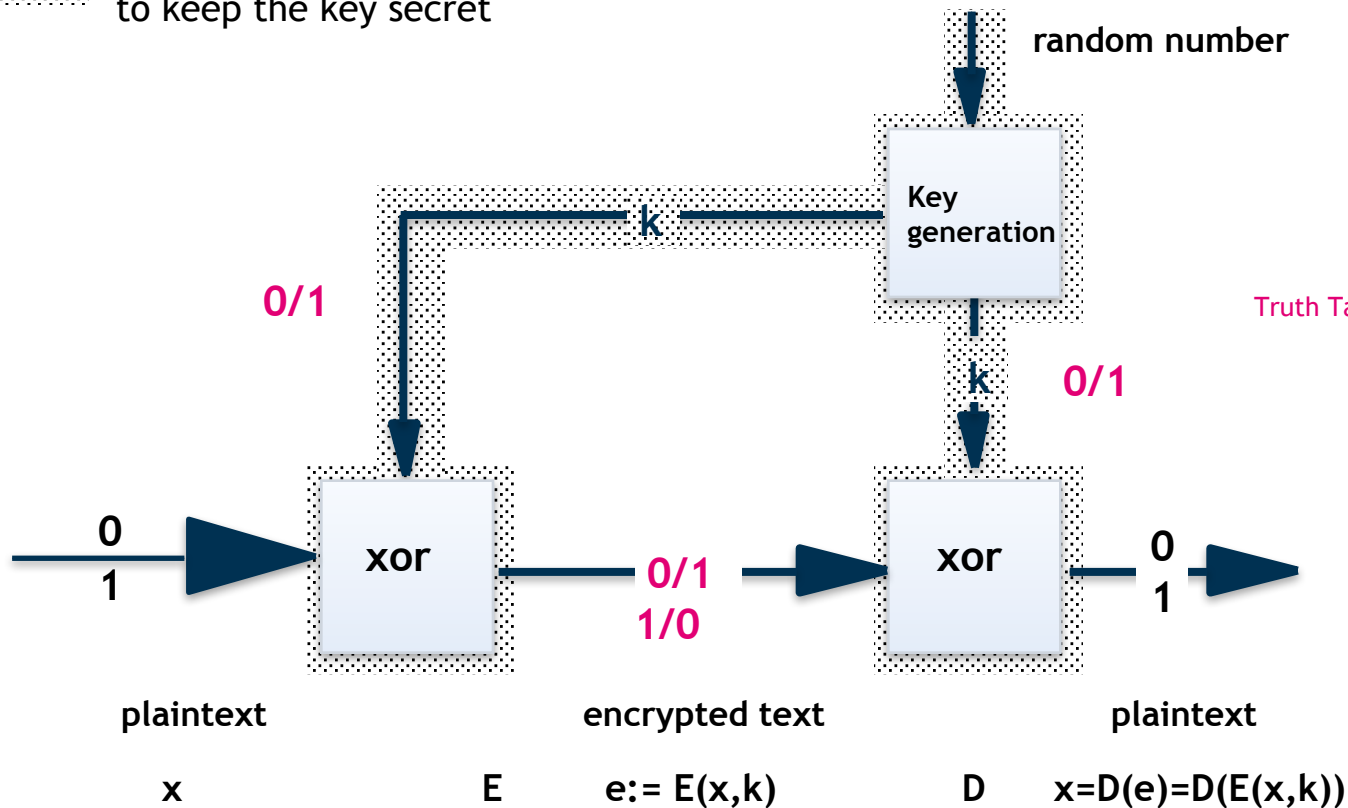 to keep the key secret
random number
Key
generation
k
0/1
Truth Ta
k
0/1
0
1
xor
0/1
1/0
xor
0
1
plaintext
encrypted text
plaintext
x
E
e:= E(x,k)
D
x=D(e)=D(E(x,k))